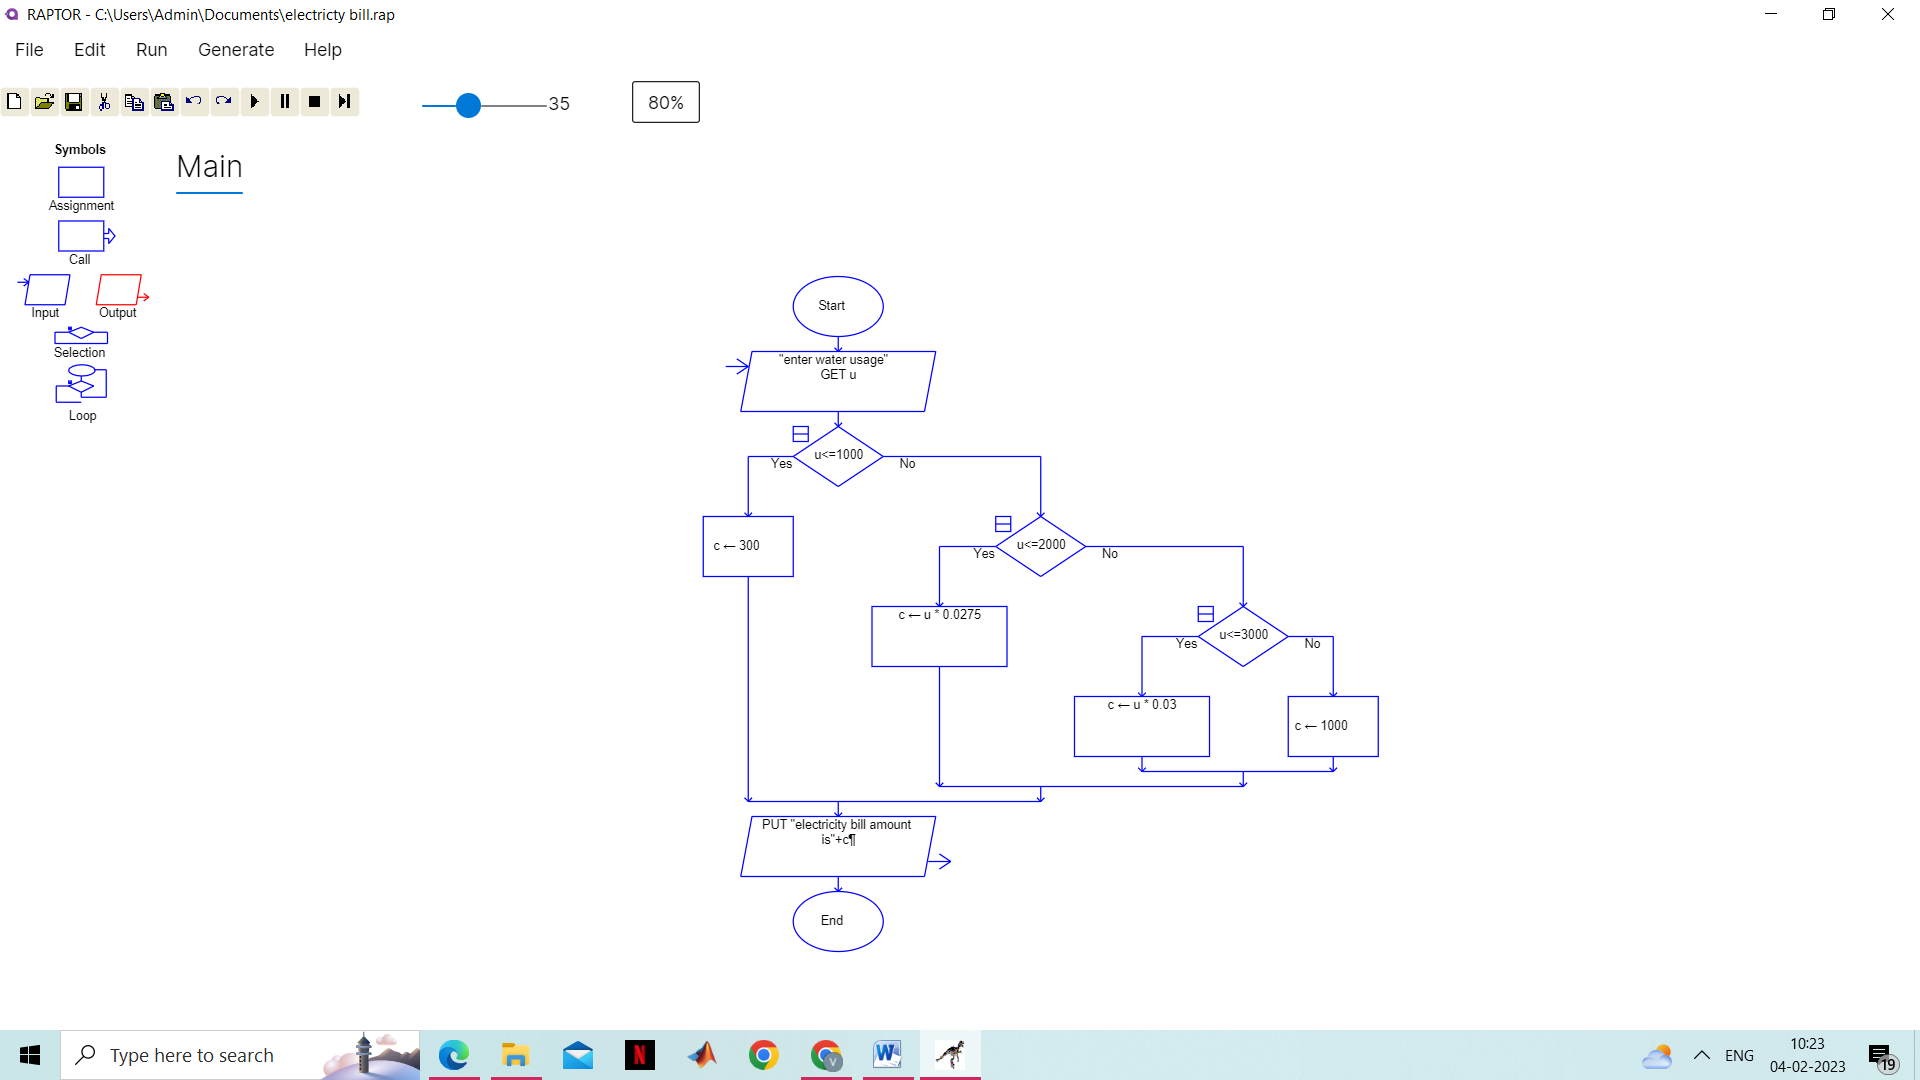 RAPTOR - C:\Users\Admin\Documents\electricty bill.rap
File Edit Run Generate Help
35
80%
Symbols
Assignment
Call
Input Output
Selection
Loop
Main
Start
"enter water usage"
GET u
u<=1000
Yes No
c ← 300
u<=2000
Yes No
c ← u * 0.0275
u<=3000
Yes No
c ← u * 0.03
c ← 1000
PUT "electricity bill amount
is"+c¶
End
Type here to search
N
V
W
ENG
10:23
04-02-2023
19